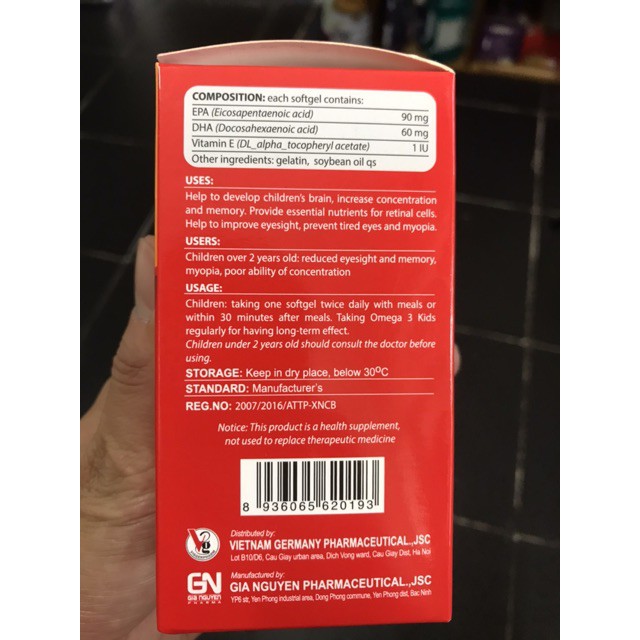 COMPOSITION: each softgel contains:
EPA (Eicosapentaenoic acid) 90 mg
DHA (Docosahexaenoic acid) 60 mg
Vitamin E (DL_alpha_tocopheryl acetate) 1 IU
Other ingredients: gelatin, soybean oil qs
USES:
Help to develop children's brain, increase concentration
and memory. Provide essential nutrients for retinal cells.
Help to improve eyesight, prevent tired eyes and myopia.
USERS:
Children over 2 years old: reduced eyesight and memory,
myopia, poor ability of concentration
USAGE:
Children: taking one softgel twice daily with meals or
within 30 minutes after meals. Taking Omega 3 Kids
regularly for having long-term effect.
Children under 2 years old should consult the doctor before
using.
STORAGE: Keep in dry place, below 30ºC
STANDARD: Manufacturer's
REG.NO: 2007/2016/ATTP-XNCB
Notice: This product is a health supplement,
not used to replace therapeutic medicine
8 936065 620193
Distributed by:
VIETNAM GERMANY PHARMACEUTICAL.,JSC
Lot B10/D6, Cau Giay urban area, Dich Vong ward, Cau Giay Dist, Ha Noi
Manufactured by:
GN
GIA NGUYEN
PHARMA
GIA NGUYEN PHARMACEUTICAL.,JSC
YP6 str, Yen Phong industrial area, Dong Phong commune, Yen Phong dist, Bac Ninh